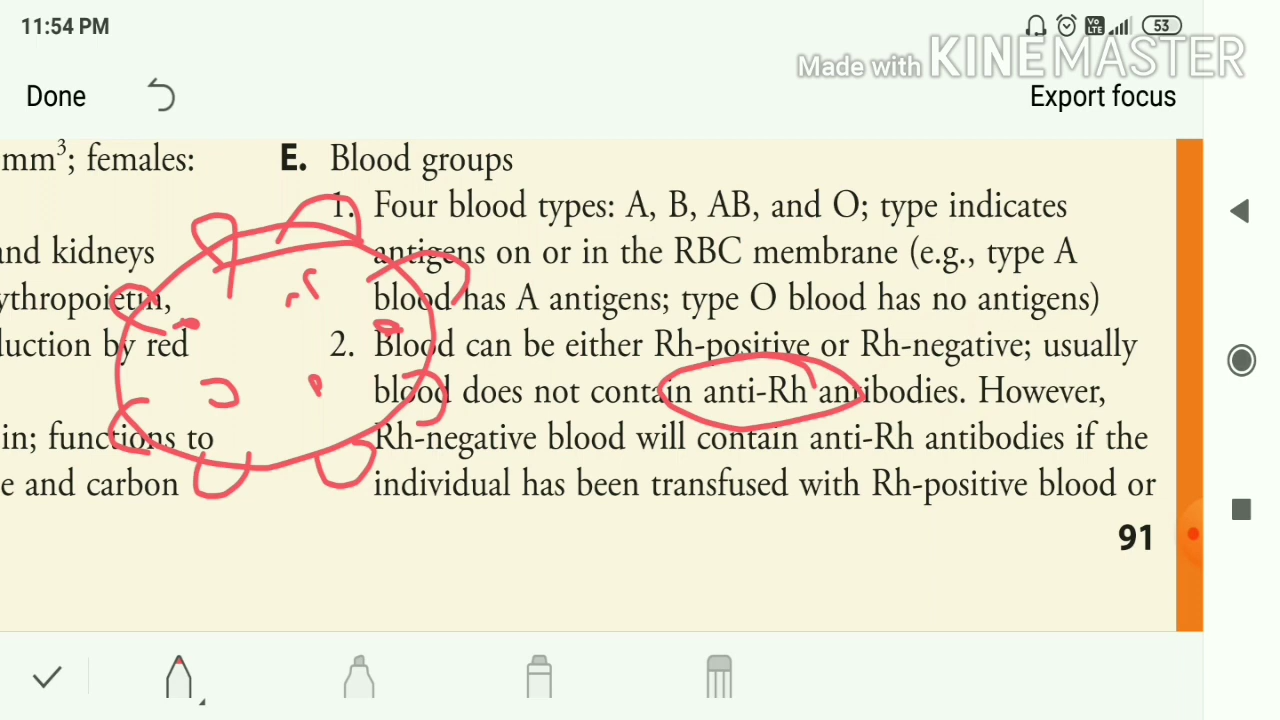 11:54 PM
Vo LTE
53
Made with KINEMASTER
Done
Export focus
mm³; females:
and kidneys
ythropoietin,
luction by red
in; functions to
e and carbon
E. Blood groups
1. Four blood types: A, B, AB, and O; type indicates
antigens on or in the RBC membrane (e.g., type A
blood has A antigens; type O blood has no antigens)
2. Blood can be either Rh-positive or Rh-negative; usually
blood does not contain anti-Rh antibodies. However,
Rh-negative blood will contain anti-Rh antibodies if the
individual has been transfused with Rh-positive blood or
91